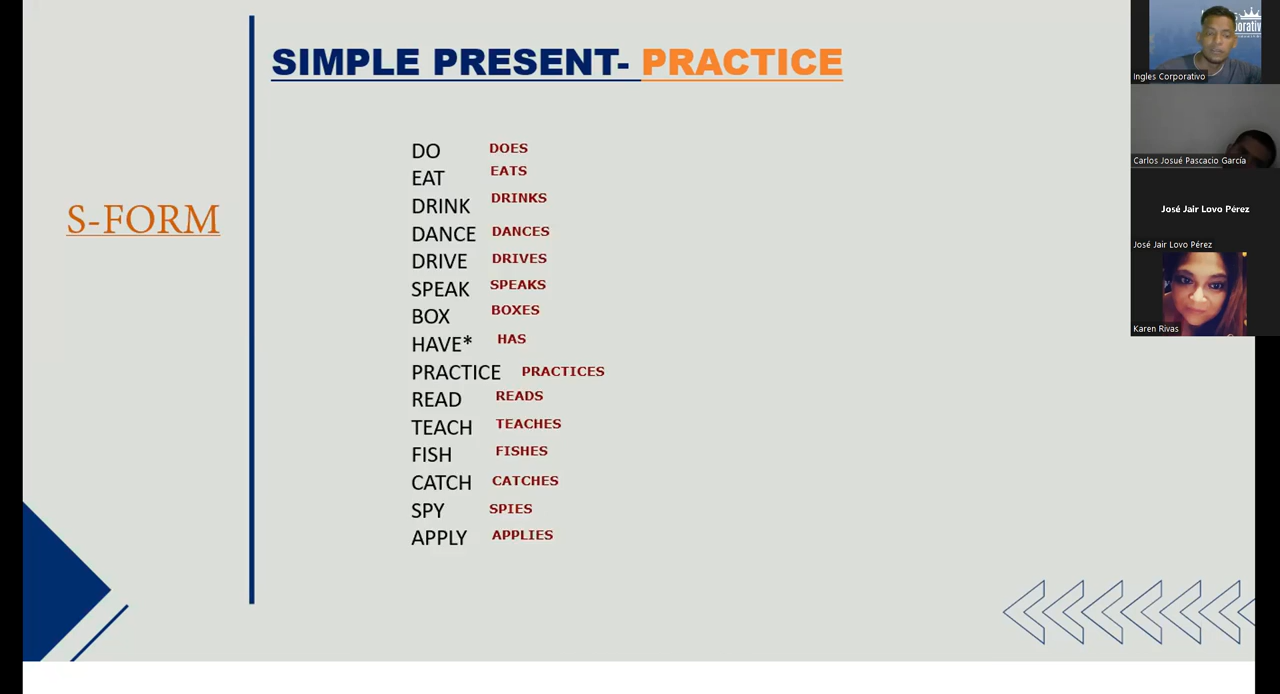 SIMPLE PRESENT- PRACTICE
S-FORM
DO DOES
EAT EATS
DRINK DRINKS
DANCE DANCES
DRIVE DRIVES
SPEAK SPEAKS
BOX BOXES
HAVE* HAS
PRACTICE PRACTICES
READ READS
TEACH TEACHES
FISH FISHES
CATCH CATCHES
SPY SPIES
APPLY APPLIES
Ingles Corporativo
Carlos Josué Pascacio García
José Jair Lovo Pérez
José Jair Lovo Pérez
Karen Rivas